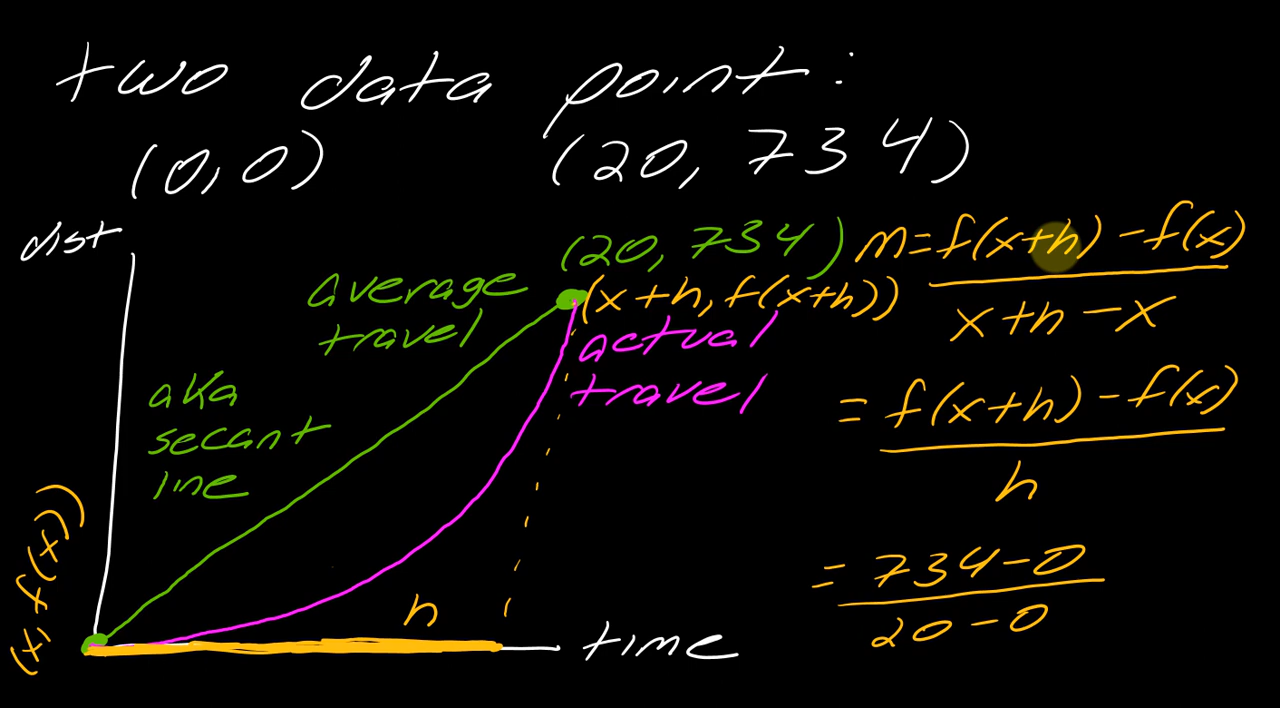 two data point:
(0,0) (20,734)
dist
(20,734)
average
travel
(x+h, f(x+h))
actual
travel
aka
secant
line
(x, f(x))
h
time
m = f(x+h) - f(x)
x+h - x
= f(x+h) - f(x)
h
= 734 - 0
20 - 0